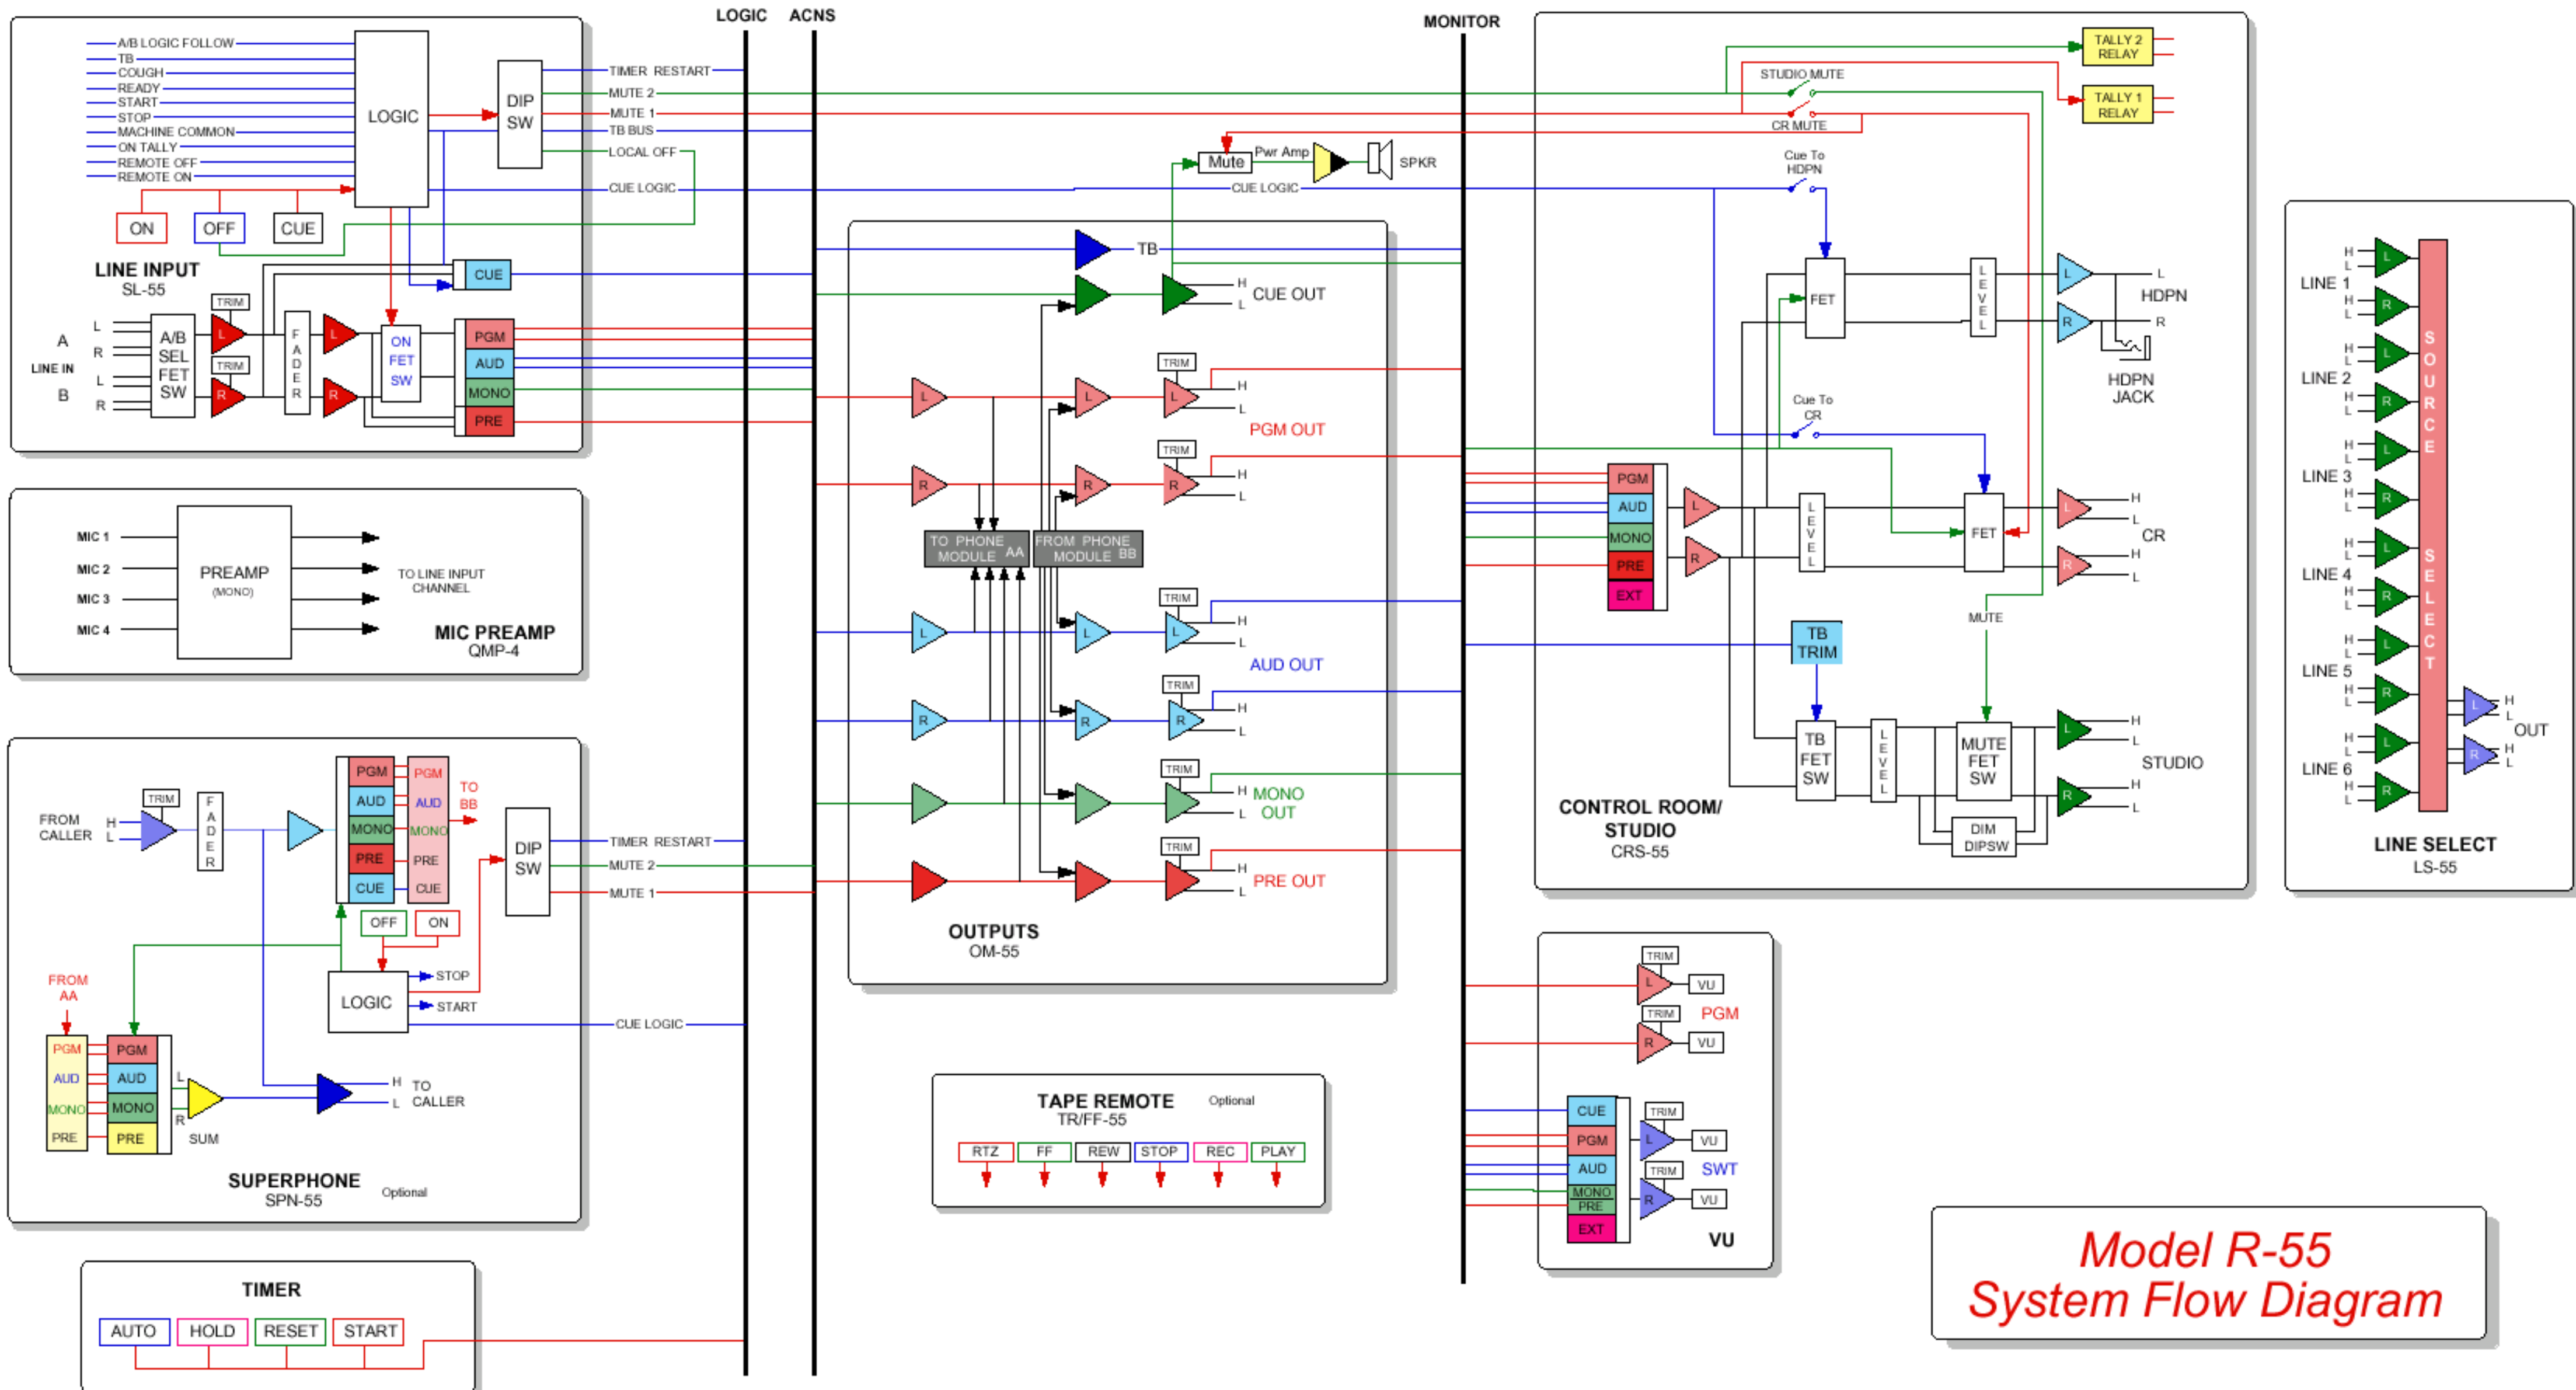 LOGIC
ACNS
MONITOR
A/B LOGIC FOLLOW
TB
COUGH
READY
START
STOP
MACHINE COMMON
ON TALLY
REMOTE OFF
REMOTE ON
LOGIC
DIP
SW
TIMER RESTART
MUTE 2
MUTE 1
TB BUS
LOCAL OFF
CUE LOGIC
ON
OFF
CUE
LINE INPUT
SL-55
TRIM
CUE
A
LINE IN
B
L
R
L
R
A/B
SEL
FET
SW
L
TRIM
R
FADER
L
R
ON
FET
SW
PGM
AUD
MONO
PRE
MIC 1
MIC 2
MIC 3
MIC 4
PREAMP
(MONO)
TO LINE INPUT
CHANNEL
MIC PREAMP
QMP-4
FROM
CALLER
H
L
TRIM
FADER
PGM
AUD
MONO
PRE
CUE
PGM
AUD
MONO
PRE
CUE
TO
BB
OFF
ON
DIP
SW
TIMER RESTART
MUTE 2
MUTE 1
LOGIC
STOP
START
CUE LOGIC
FROM
AA
PGM
AUD
MONO
PRE
PGM
AUD
MONO
PRE
L
R
SUM
H
L
TO
CALLER
SUPERPHONE
SPN-55
Optional
TIMER
AUTO
HOLD
RESET
START
Mute
Pwr Amp
SPKR
CUE LOGIC
TB
H
L
CUE OUT
L
L
TRIM
L
H
L
PGM OUT
R
R
TRIM
R
H
L
TO PHONE
MODULE AA
FROM PHONE
MODULE BB
L
L
TRIM
L
H
L
AUD OUT
R
R
TRIM
R
H
L
TRIM
H
L
MONO
OUT
TRIM
H
L
PRE OUT
OUTPUTS
OM-55
TAPE REMOTE
Optional
TR/FF-55
RTZ
FF
REW
STOP
REC
PLAY
TALLY 2
RELAY
STUDIO MUTE
TALLY 1
RELAY
CR MUTE
Cue To
HDPN
FET
LEVEL
L
R
L
HDPN
R
HDPN
JACK
Cue To
CR
PGM
AUD
MONO
PRE
EXT
L
R
LEVEL
FET
L
R
H
L
CR
H
L
MUTE
TB
TRIM
TB
FET
SW
LEVEL
MUTE
FET
SW
DIM
DIPSW
L
R
H
L
STUDIO
H
L
CONTROL ROOM/
STUDIO
CRS-55
TRIM
L
VU
PGM
TRIM
R
VU
CUE
PGM
AUD
MONO
PRE
EXT
TRIM
L
VU
SWT
TRIM
R
VU
VU
LINE 1
H
L
L
H
L
R
LINE 2
H
L
L
H
L
R
LINE 3
H
L
L
H
L
R
LINE 4
H
L
L
H
L
R
LINE 5
H
L
L
H
L
R
LINE 6
H
L
L
H
L
R
SOURCE SELECT
L
H
L
OUT
R
H
L
LINE SELECT
LS-55
Model R-55
System Flow Diagram